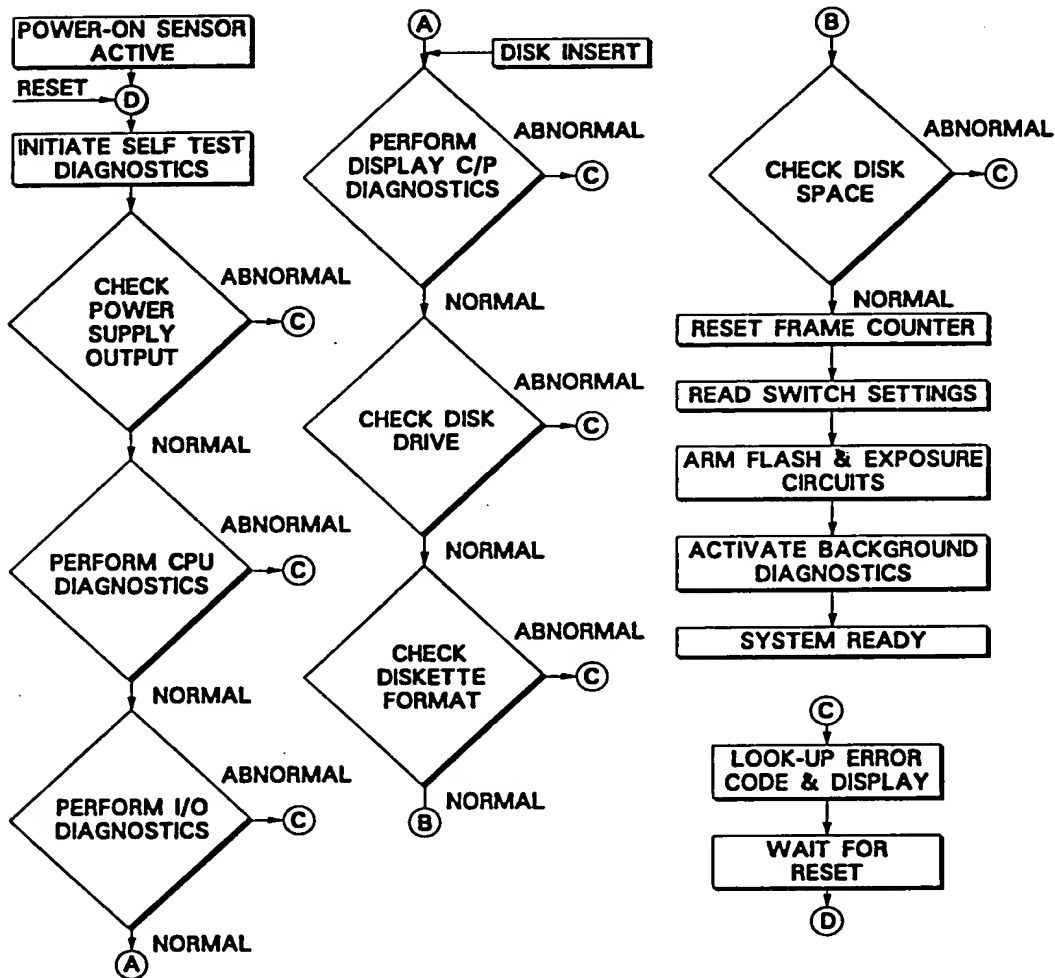 POWER-ON SENSOR
ACTIVE
RESET
D
INITIATE SELF TEST
DIAGNOSTICS
CHECK
POWER
SUPPLY
OUTPUT
ABNORMAL
C
NORMAL
PERFORM CPU
DIAGNOSTICS
ABNORMAL
C
NORMAL
PERFORM I/O
DIAGNOSTICS
ABNORMAL
C
NORMAL
A
A
DISK INSERT
PERFORM
DISPLAY C/P
DIAGNOSTICS
ABNORMAL
C
NORMAL
CHECK DISK
DRIVE
ABNORMAL
C
NORMAL
CHECK
DISKETTE
FORMAT
ABNORMAL
C
NORMAL
B
B
CHECK DISK
SPACE
ABNORMAL
C
NORMAL
RESET FRAME COUNTER
READ SWITCH SETTINGS
ARM FLASH & EXPOSURE
CIRCUITS
ACTIVATE BACKGROUND
DIAGNOSTICS
SYSTEM READY
C
LOOK-UP ERROR
CODE & DISPLAY
WAIT FOR
RESET
D